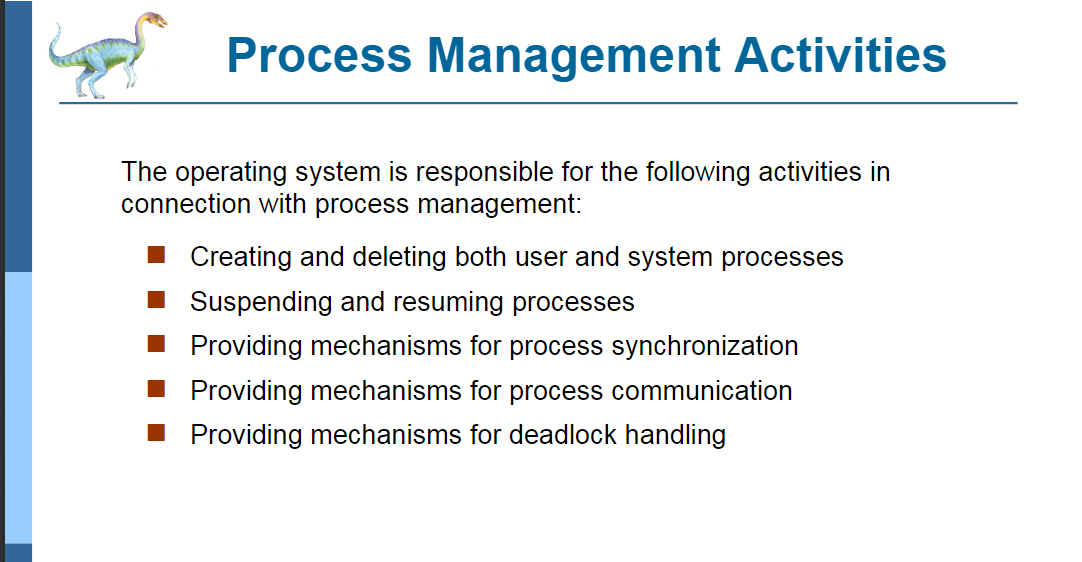 Process Management Activities
The operating system is responsible for the following activities in
connection with process management:
Creating and deleting both user and system processes
Suspending and resuming processes
Providing mechanisms for process synchronization
Providing mechanisms for process communication
Providing mechanisms for deadlock handling